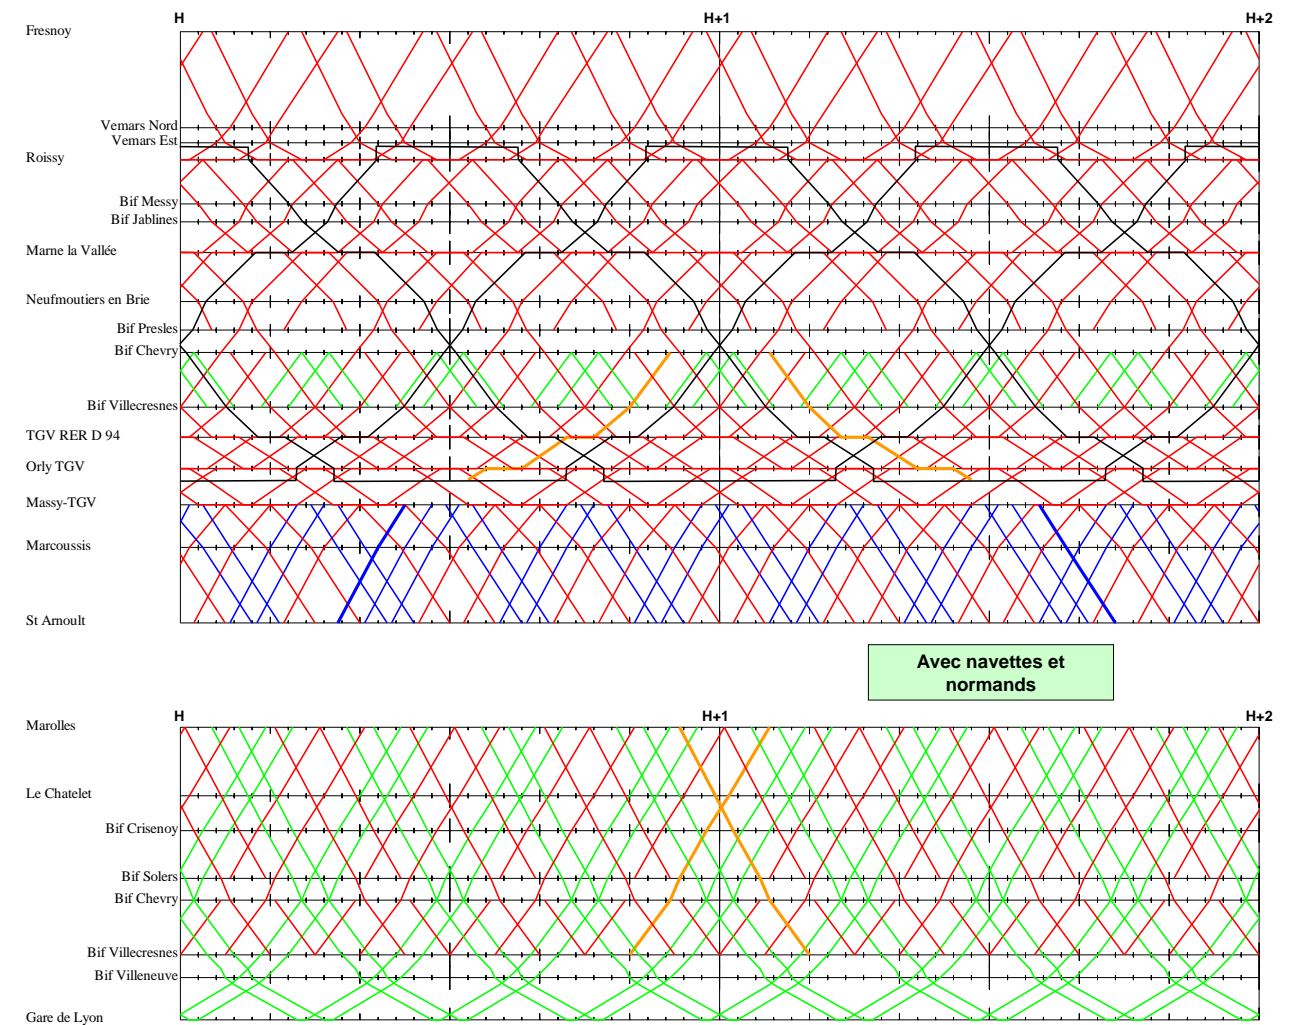 H H+1 H+2
Fresnoy
Vemars Nord
Vemars Est
Roissy
Bif Messy
Bif Jablines
Marne la Vallée
Neufmoutiers en Brie
Bif Presles
Bif Chevry
Bif Villecresnes
TGV RER D 94
Orly TGV
Massy-TGV
Marcoussis
St Arnoult
Avec navettes et
normands
H H+1 H+2
Marolles
Le Chatelet
Bif Crisenoy
Bif Solers
Bif Chevry
Bif Villecresnes
Bif Villeneuve
Gare de Lyon